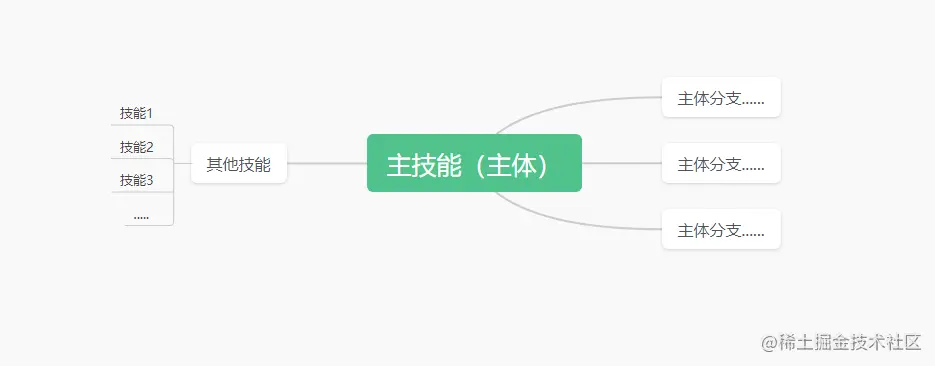 技能1
技能2
技能3
.....
其他技能
主技能（主体）
主体分支......
主体分支......
主体分支......
@稀土掘金技术社区